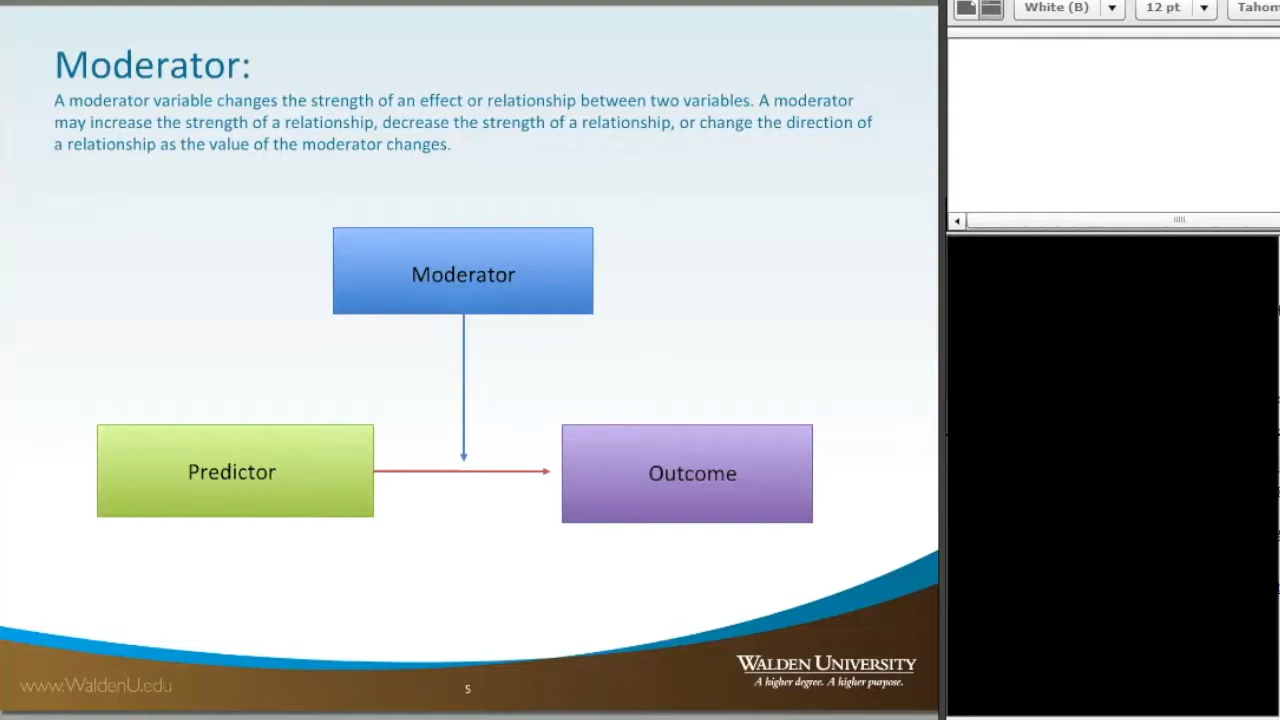 White (B)
12 pt
Tahom
Moderator:
A moderator variable changes the strength of an effect or relationship between two variables. A moderator
may increase the strength of a relationship, decrease the strength of a relationship, or change the direction of
a relationship as the value of the moderator changes.
Moderator
Predictor
Outcome
WALDEN UNIVERSITY
A higher degree. A higher purpose.
www.WaldenU.edu
5